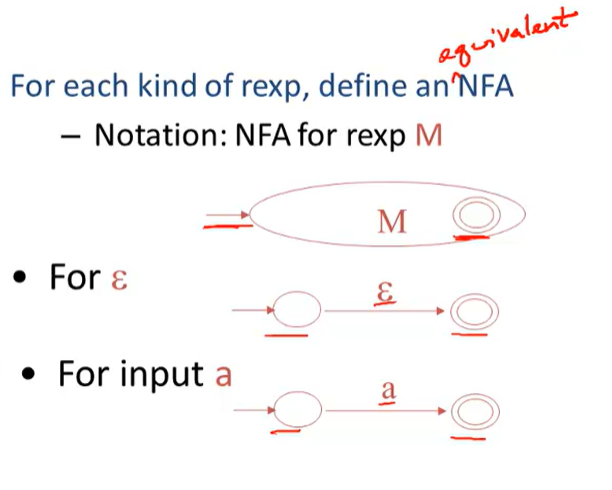 equivalent
For each kind of rexp, define an ^ NFA
– Notation: NFA for rexp M
M
• For ε
ε
• For input a
a